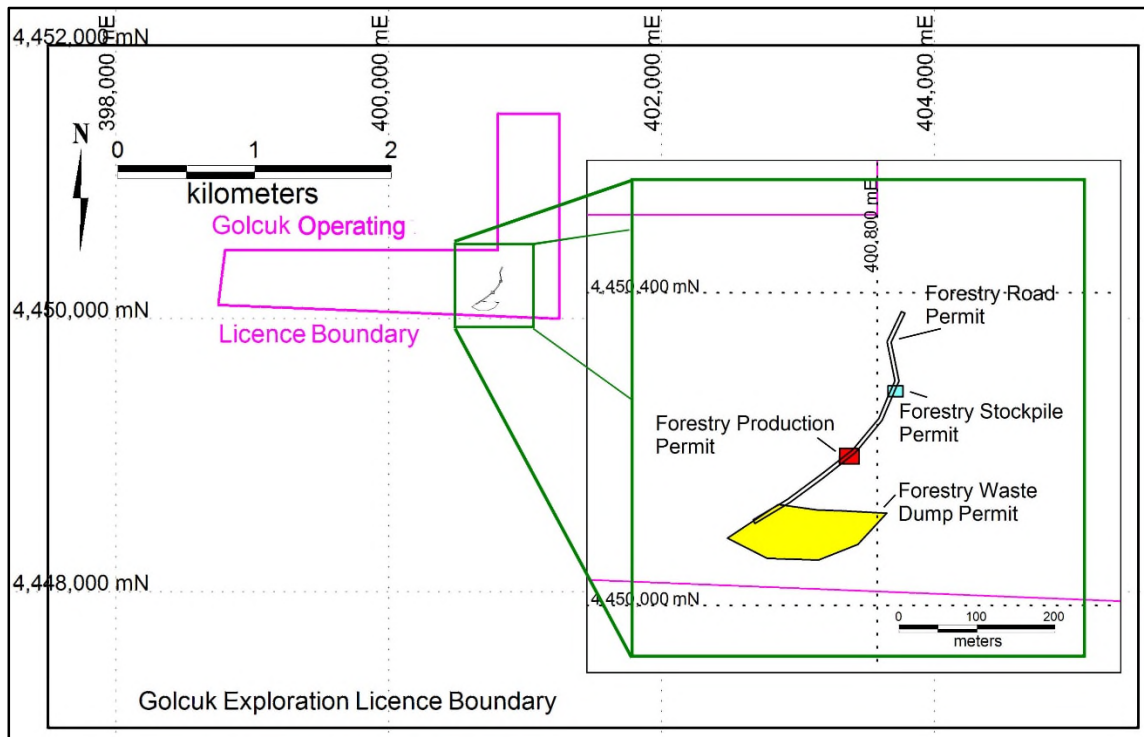 398,000 mE
400,000 mE
402,000 mE
404,000 mE
4,452,000 mN
N
0 1 2
kilometers
Golcuk Operating
Licence Boundary
4,450,000 mN
4,448,000 mN
Golcuk Exploration Licence Boundary
400,800 mE
4,450,400 mN
Forestry Road
Permit
Forestry Stockpile
Permit
Forestry Production
Permit
Forestry Waste
Dump Permit
4,450,000 mN
0 100 200
meters